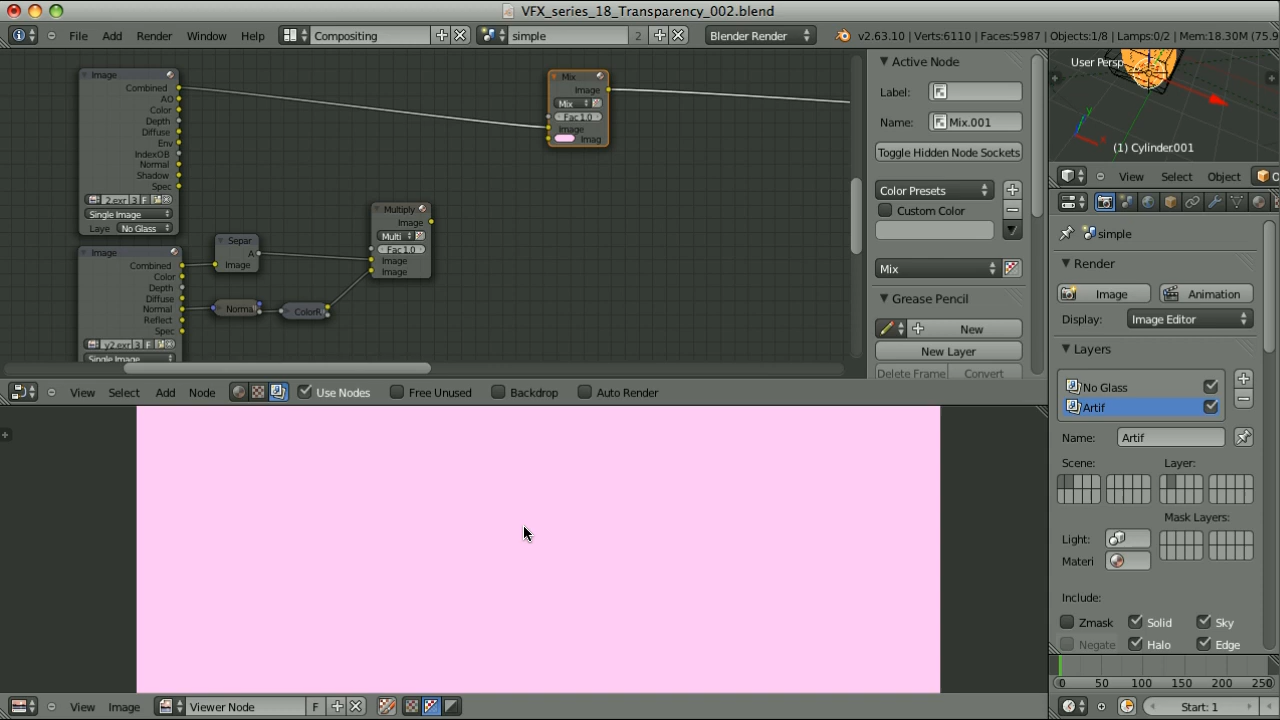 VFX_series_18_Transparency_002.blend
File Add Render Window Help Compositing simple 2 Blender Render v2.63.10 | Verts:6110 | Faces:5987 | Objects:1/8 | Lamps:0/2 | Mem:18.30M (75.9
Image
Combined
AO
Color
Depth
Diffuse
Env
IndexOB
Normal
Shadow
Spec
2.exr 3 F
Single Image
Laye No Glass
Image
Combined
Color
Depth
Diffuse
Normal
Reflect
Spec
y2.exr 3 F
Single Image
Separ
A
Image
Norma
ColorR
Multiply
Image
Multi
Fac 1.0
Image
Image
Mix
Image
Mix
Fac 1.0
Image
Imag
Active Node
Label:
Name: Mix.001
Toggle Hidden Node Sockets
Color Presets
Custom Color
Mix
Grease Pencil
New
New Layer
Delete Frame Convert
User Persp
(1) Cylinder.001
View Select Object O
simple
Render
Image Animation
Display: Image Editor
Layers
No Glass
Artif
Name: Artif
Scene: Layer:
Mask Layers:
Light:
Materi
Include:
Zmask Solid Sky
Negate Halo Edge
0 50 100 150 200 250
Start: 1
View Select Add Node Use Nodes Free Unused Backdrop Auto Render
View Image Viewer Node F